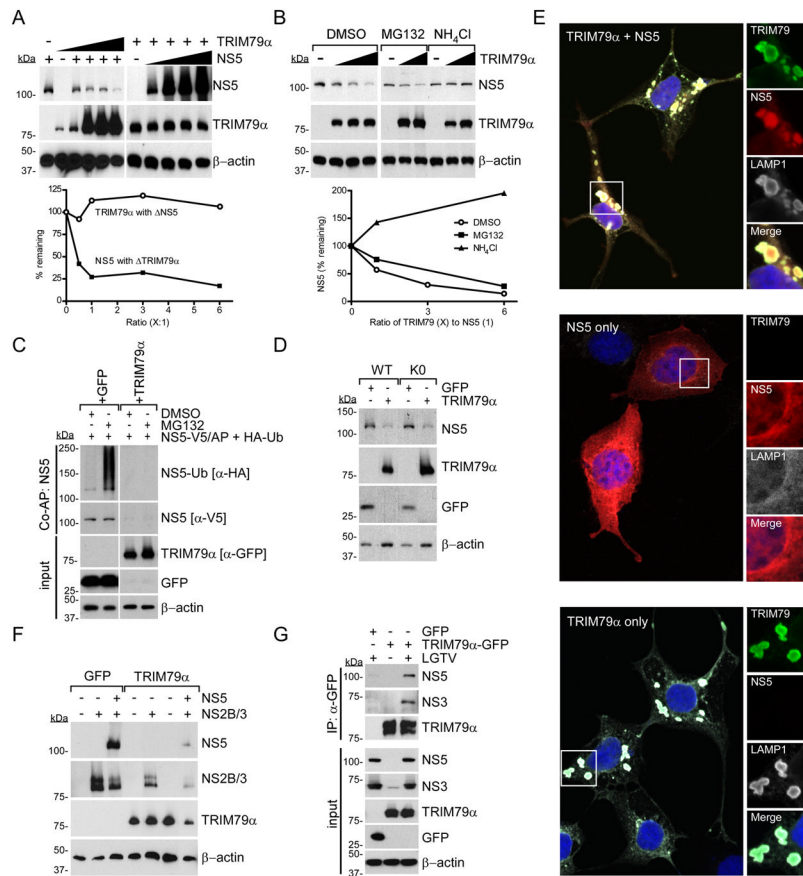 A
- + + + + + TRIM79α
+ - + + + + NS5
kDa
100-
NS5
75-
TRIM79α
50-
37-
β-actin
125
100
75
50
25
0
% remaining
TRIM79α with ΔNS5
NS5 with ΔTRIM79α
0 1 2 3 4 5 6
Ratio (X:1)
B
DMSO MG132 NH4Cl
- - - TRIM79α
kDa
100-
NS5
75-
TRIM79α
50-
37-
β-actin
200
150
100
50
0
NS5 (% remaining)
DMSO
MG132
NH4Cl
0 3 6
Ratio of TRIM79 (X) to NS5 (1)
C
+GFP +TRIM79α
- + - + MG132
+ - + - DMSO
+ + + + NS5-V5/AP + HA-Ub
kDa
Co-AP: NS5
250-
150-
100-
NS5-Ub [α-HA]
100-
NS5 [α-V5]
input
75-
TRIM79α [α-GFP]
25-
GFP
50-
37-
β-actin
D
WT K0
+ - + - GFP
- + - + TRIM79α
kDa
150-
100-
NS5
75-
TRIM79α
37-
25-
GFP
50-
37-
β-actin
E
TRIM79α + NS5
TRIM79
NS5
LAMP1
Merge
NS5 only
TRIM79
NS5
LAMP1
Merge
TRIM79α only
TRIM79
NS5
LAMP1
Merge
F
GFP TRIM79α
- - + - - - + NS5
- + + - + - + NS2B/3
kDa
100-
NS5
75-
NS2B/3
75-
TRIM79α
50-
37-
β-actin
G
+ - - GFP
- + + TRIM79α-GFP
+ - + LGTV
kDa
IP: α-GFP
100-
NS5
75-
NS3
75-
TRIM79α
input
100-
NS5
75-
NS3
75-
TRIM79α
25-
GFP
50-
37-
β-actin